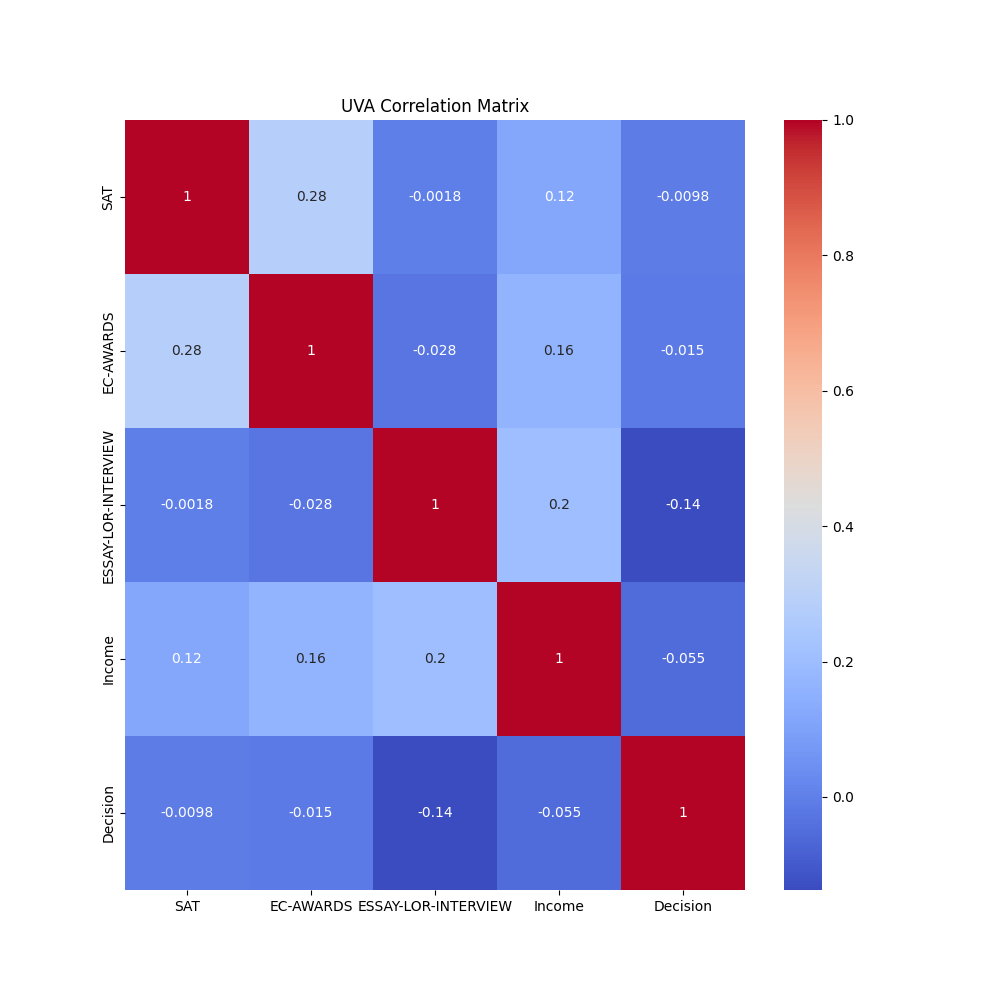 UVA Correlation Matrix
SAT
1
0.28
-0.0018
0.12
-0.0098
EC-AWARDS
0.28
1
-0.028
0.16
-0.015
ESSAY-LOR-INTERVIEW
-0.0018
-0.028
1
0.2
-0.14
Income
0.12
0.16
0.2
1
-0.055
Decision
-0.0098
-0.015
-0.14
-0.055
1
SAT
EC-AWARDS
ESSAY-LOR-INTERVIEW
Income
Decision
1.0
0.8
0.6
0.4
0.2
0.0